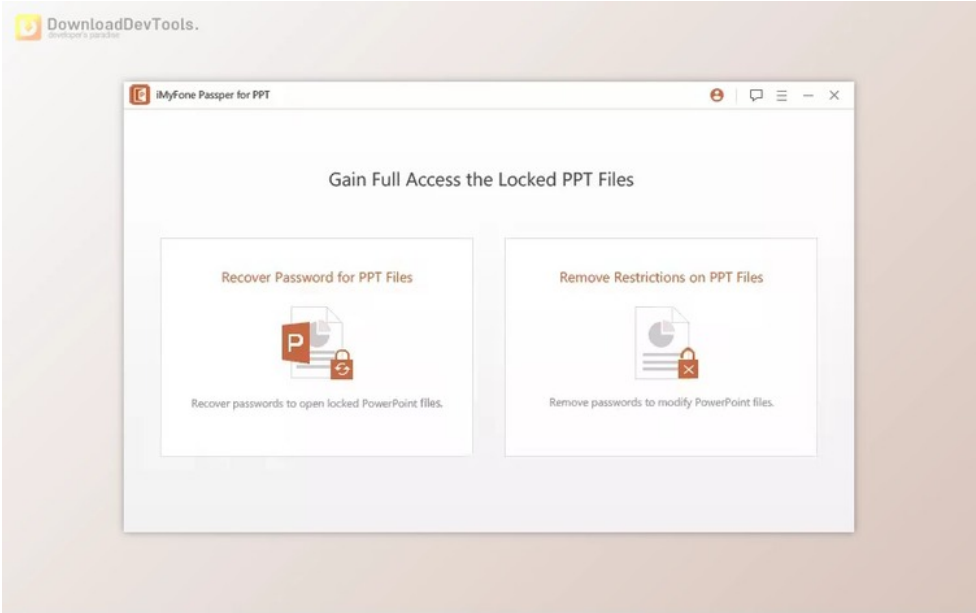 DownloadDevTools.
developer's paradise
iMyFone Passper for PPT
Gain Full Access the Locked PPT Files
Recover Password for PPT Files
Remove Restrictions on PPT Files
P
Recover passwords to open locked PowerPoint files.
Remove passwords to modify PowerPoint files.